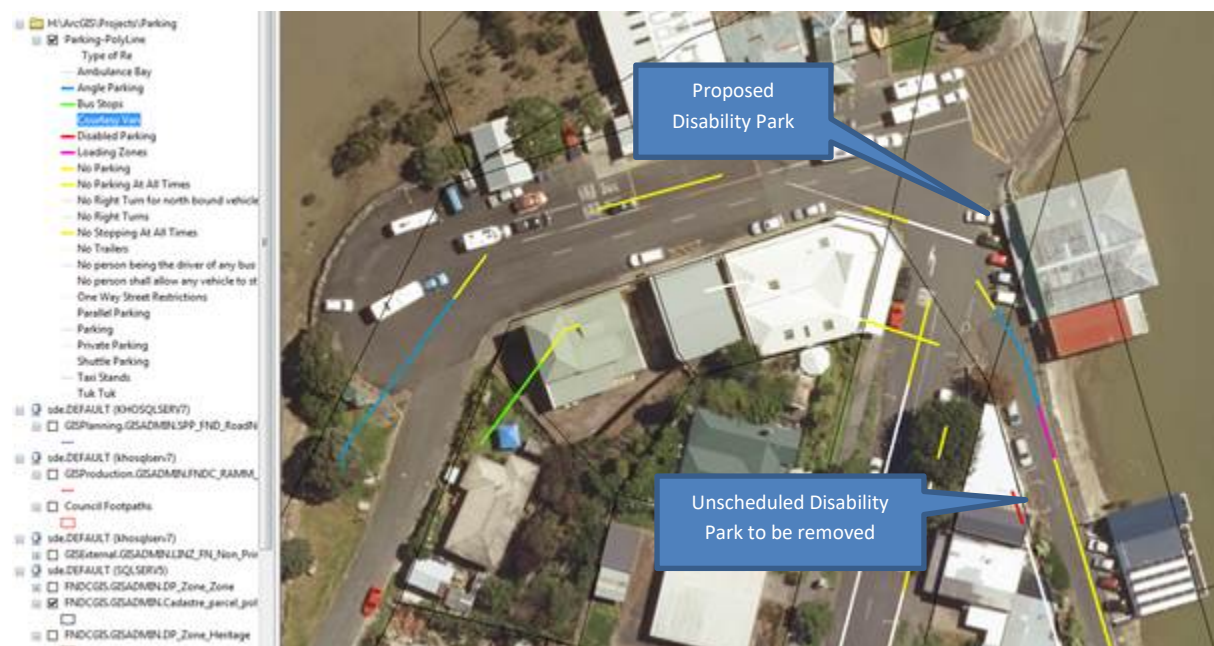 H:\ArcGIS\Projects\Parking
Parking-PolyLine
Type of Re
Ambulance Bay
Angle Parking
Bus Stops
Courtesy Van
Disabled Parking
Loading Zones
No Parking
No Parking At All Times
No Right Turn for north bound vehicle
No Right Turns
No Stopping At All Times
No Trailers
No person being the driver of any bus
No person shall allow any vehicle to st
One Way Street Restrictions
Parallel Parking
Parking
Private Parking
Shuttle Parking
Taxi Stands
Tuk Tuk
sde.DEFAULT (KHOSQLSERV7)
GISPlanning.GISADMIN.SPP_FND_RoadN
sde.DEFAULT (khosqlserv7)
GISProduction.GISADMIN.FNDC_RAMM_
Council Footpaths
sde.DEFAULT (khosqlserv7)
GISExternal.GISADMIN.LINZ_FN_Non_Prin
sde.DEFAULT (SQLSERV5)
FNDCGIS.GISADMIN.DP_Zone_Zone
FNDCGIS.GISADMIN.Cadastre_parcel_pol
FNDCGIS.GISADMIN.DP_Zone_Heritage
Proposed
Disability Park
Unscheduled Disability
Park to be removed